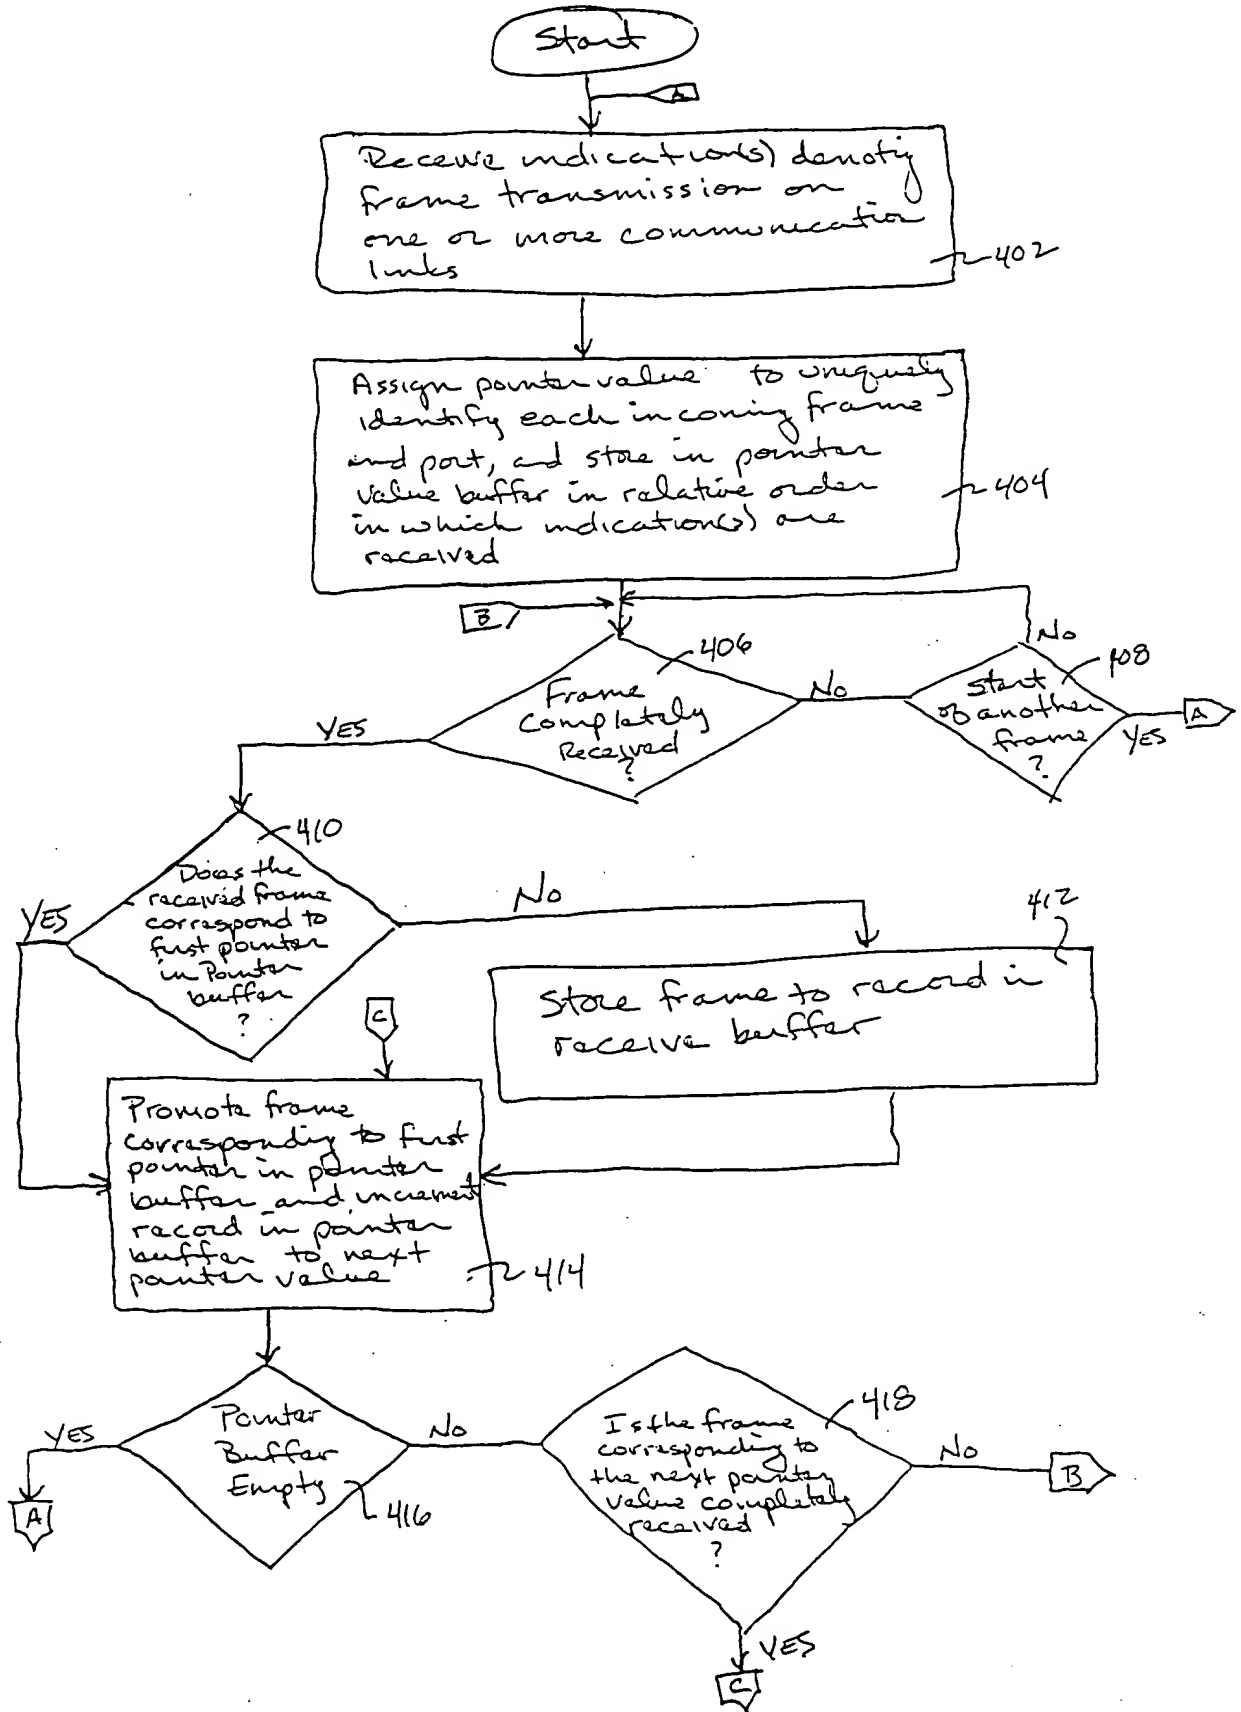 Start
A
Receive indication(s) denotig
frame transmission on
one or more communication
links
402
Assign pointer value to uniquely
identify each incoming frame
and port, and store in pointer
value buffer in relative order
in which indication(s) are
received
404
B
406
Frame
Completely
Received
?
YES
No
408
Start
of another
frame
?
No
YES
A
410
Does the
received frame
correspond to
first pointer
in Pointer
buffer
?
YES
No
412
Store frame to record in
receive buffer
C
Promote frame
corresponding to first
pointer in pointer
buffer and increment
record in pointer
buffer to next
pointer value
414
Pointer
Buffer
Empty
416
YES
A
No
418
Is the frame
corresponding to
the next pointer
value completely
received
?
No
B
YES
C